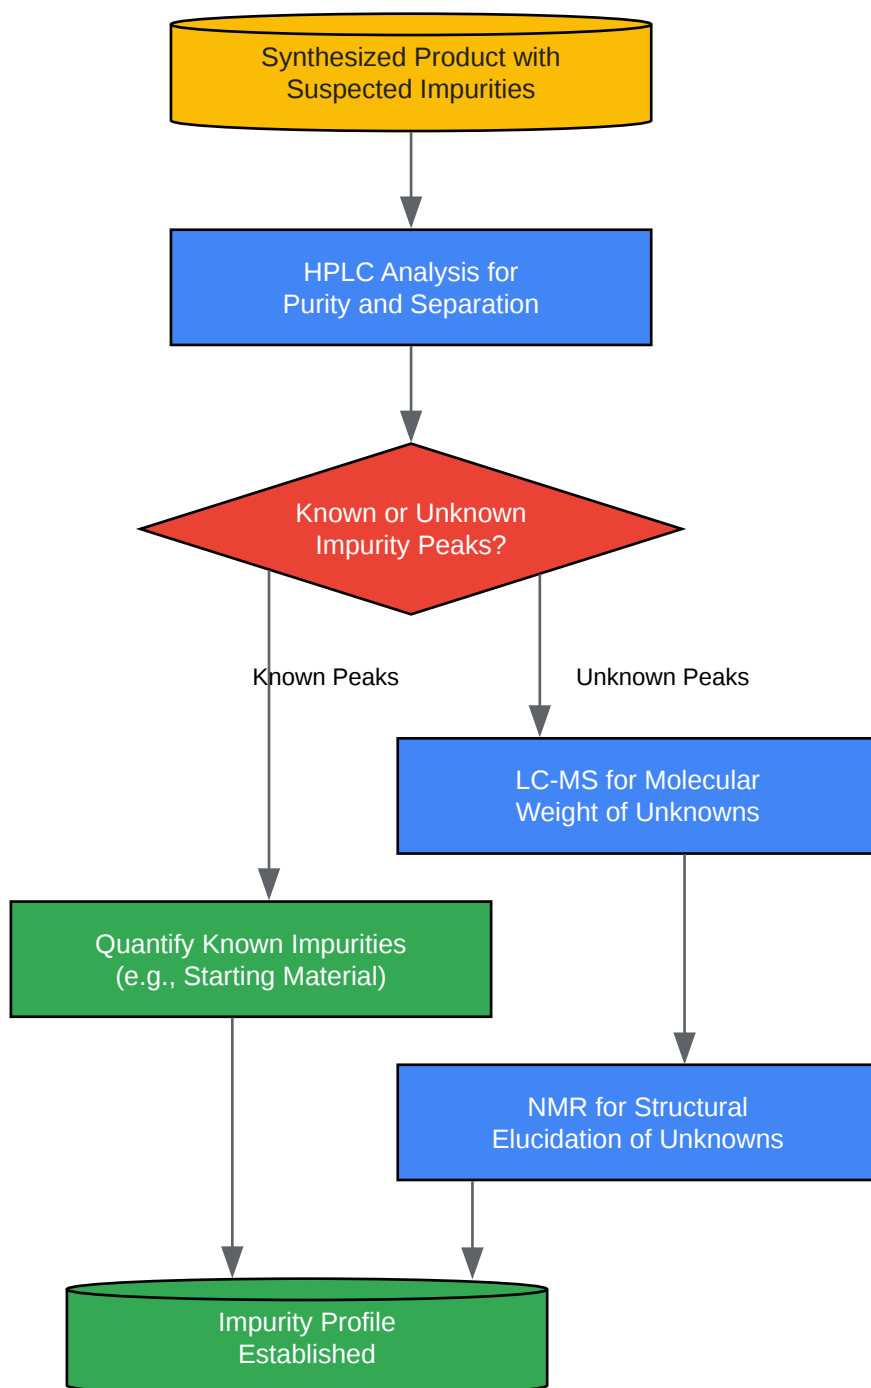 Synthesized Product with
Suspected Impurities
HPLC Analysis for
Purity and Separation
Known or Unknown
Impurity Peaks?
Known Peaks
Unknown Peaks
LC-MS for Molecular
Weight of Unknowns
Quantify Known Impurities
(e.g., Starting Material)
NMR for Structural
Elucidation of Unknowns
Impurity Profile
Established